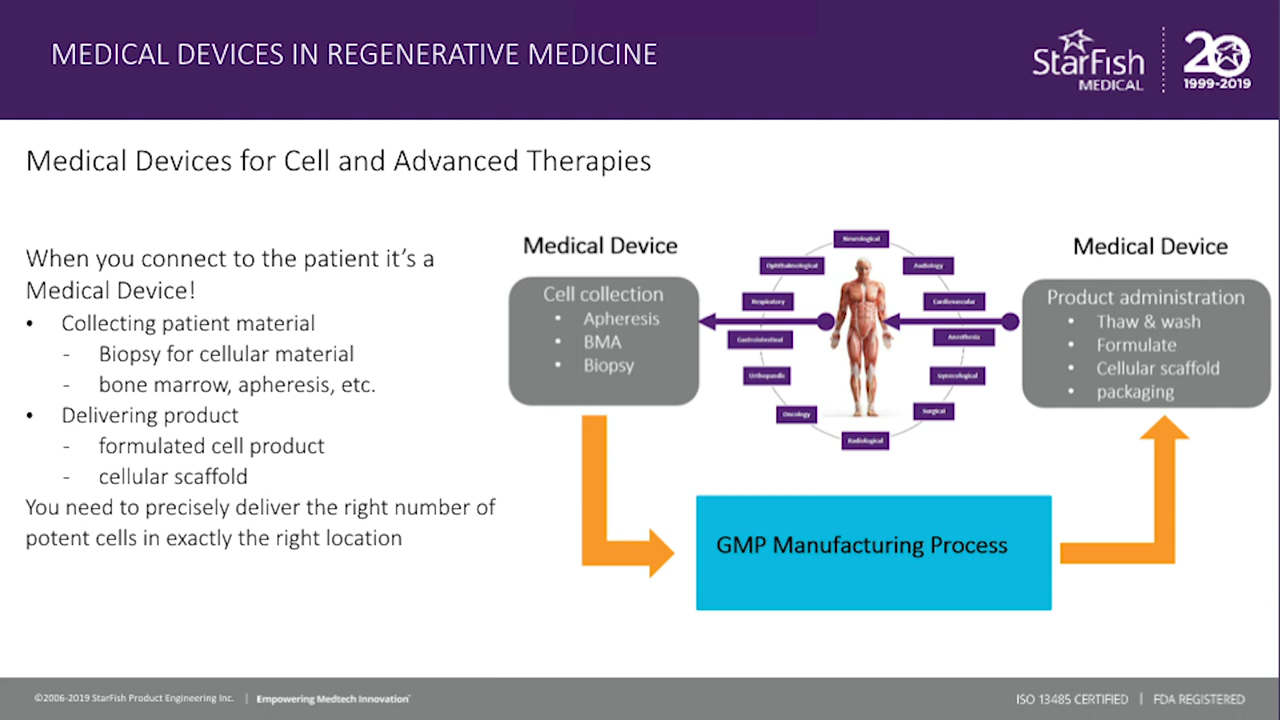 MEDICAL DEVICES IN REGENERATIVE MEDICINE
StarFish
MEDICAL
20
1999-2019
Medical Devices for Cell and Advanced Therapies
When you connect to the patient it's a
Medical Device!
• Collecting patient material
- Biopsy for cellular material
- bone marrow, apheresis, etc.
• Delivering product
- formulated cell product
- cellular scaffold
You need to precisely deliver the right number of
potent cells in exactly the right location
Medical Device
Cell collection
• Apheresis
• BMA
• Biopsy
Neurological
Ophthalmological
Audiology
Respiratory
Cardiovascular
Gastrointestinal
Anesthesia
Orthopaedic
Gynecological
Oncology
Surgical
Radiological
Medical Device
Product administration
• Thaw & wash
• Formulate
• Cellular scaffold
• packaging
GMP Manufacturing Process
©2006-2019 StarFish Product Engineering Inc. | Empowering Medtech Innovation™
ISO 13485 CERTIFIED | FDA REGISTERED